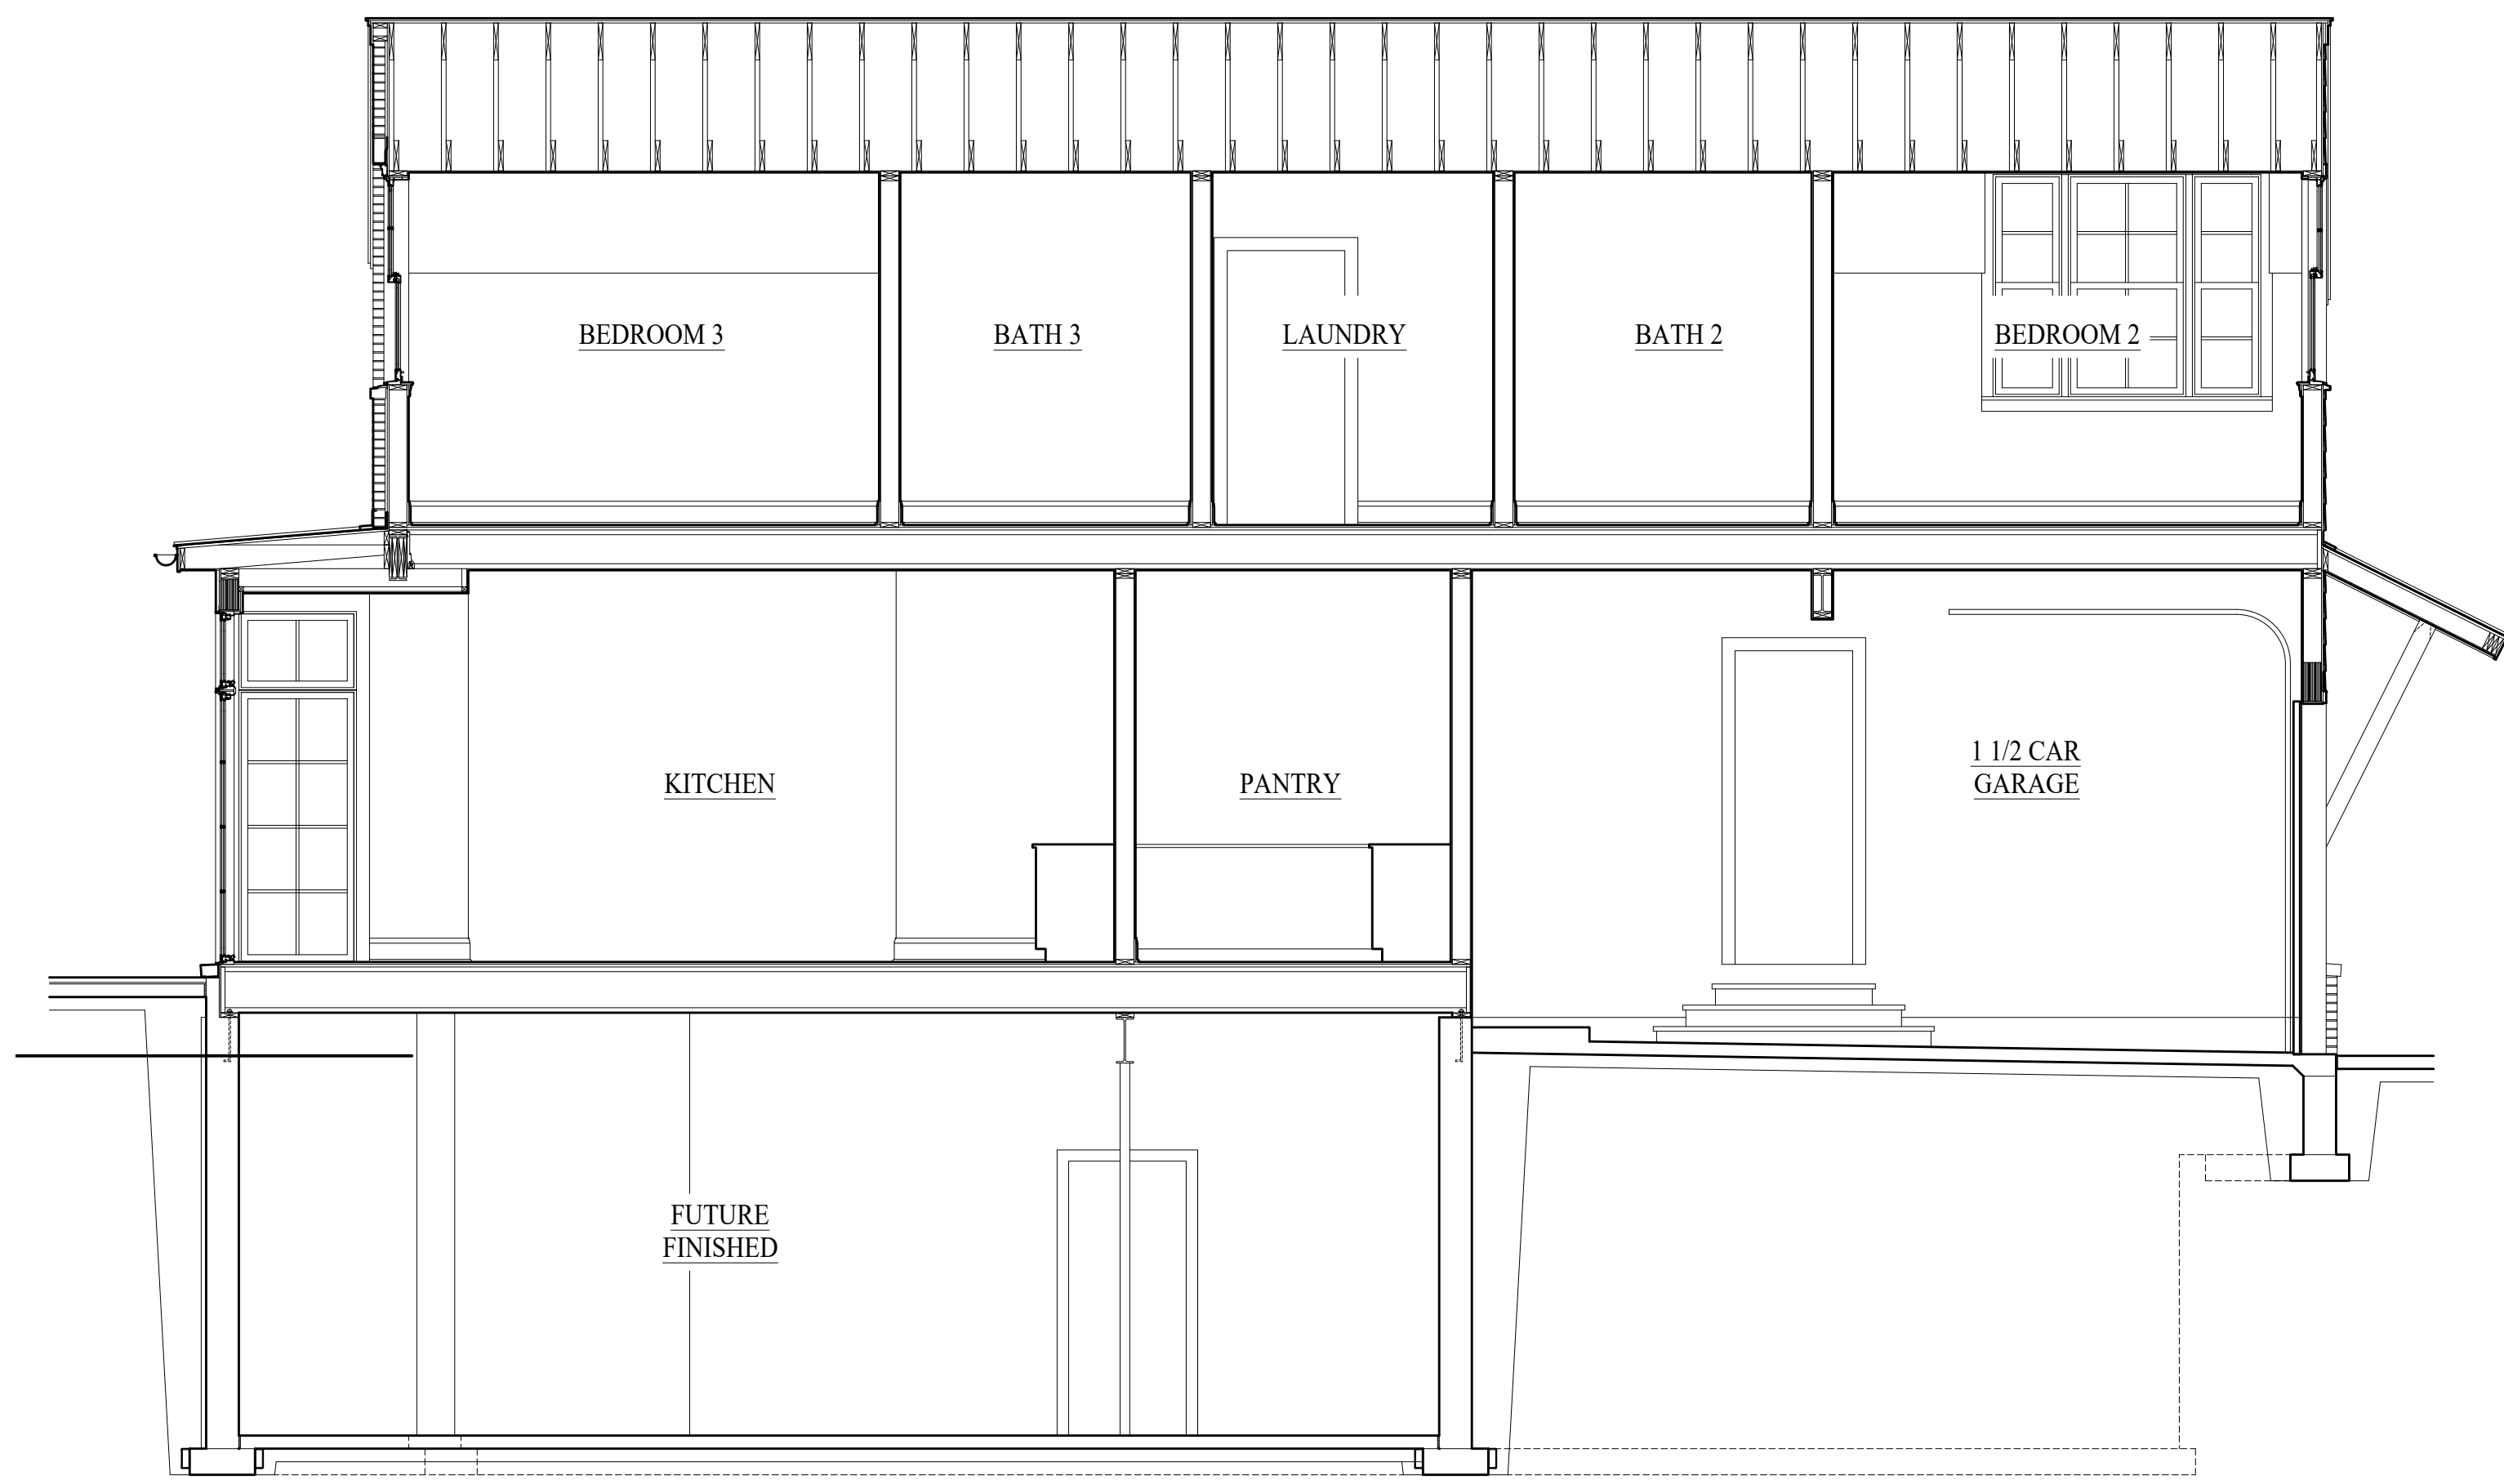 BEDROOM 3
BATH 3
LAUNDRY
BATH 2
BEDROOM 2
KITCHEN
PANTRY
1 1/2 CAR
GARAGE
FUTURE
FINISHED